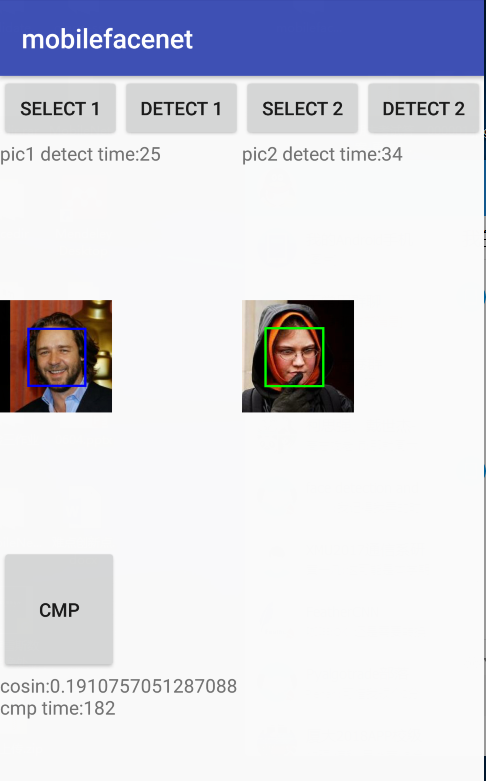 mobilefacenet
SELECT 1 DETECT 1 SELECT 2 DETECT 2
pic1 detect time:25 pic2 detect time:34
CMP
cosin:0.1910757051287088
cmp time:182